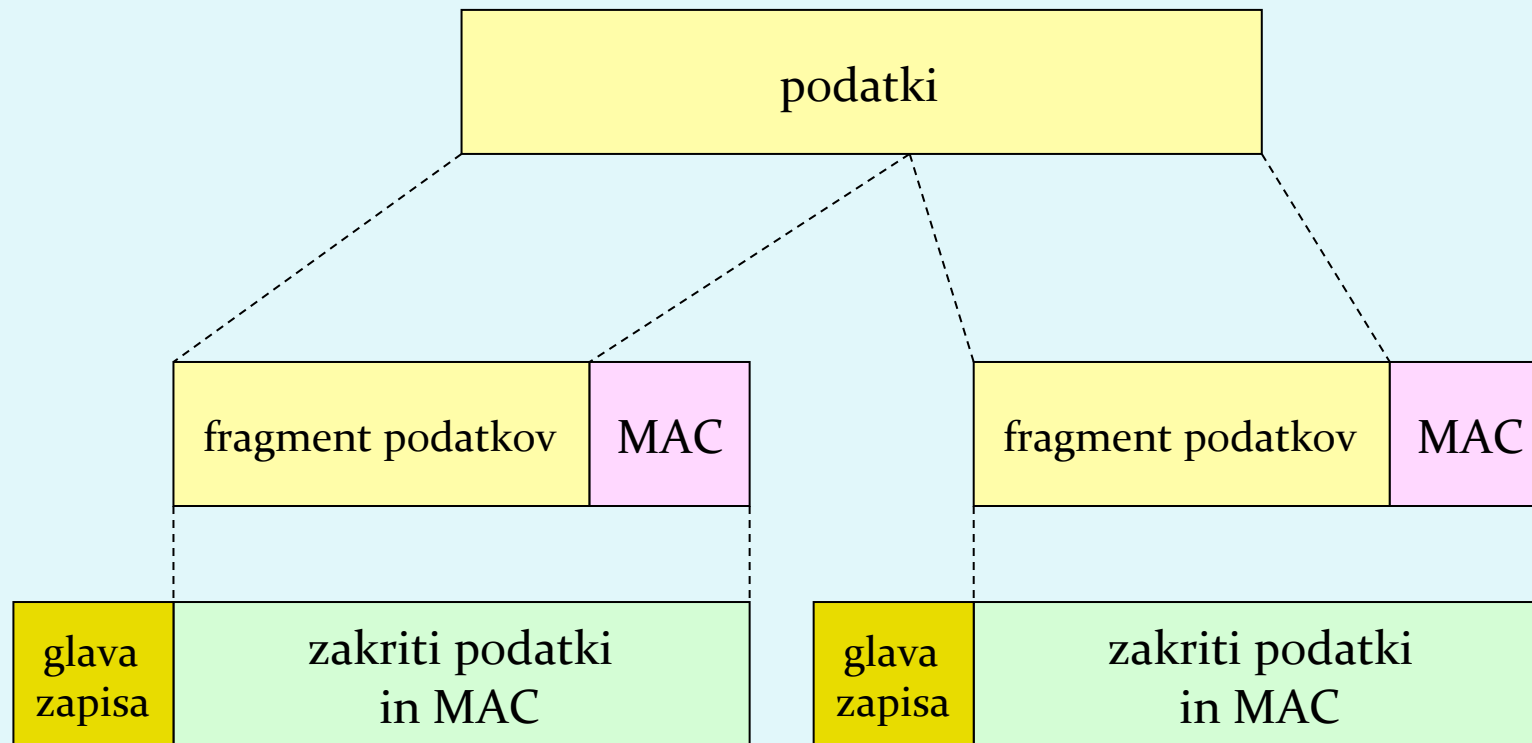 podatki
fragment podatkov
MAC
fragment podatkov
MAC
glava
zapisa
zakriti podatki
in MAC
glava
zapisa
zakriti podatki
in MAC